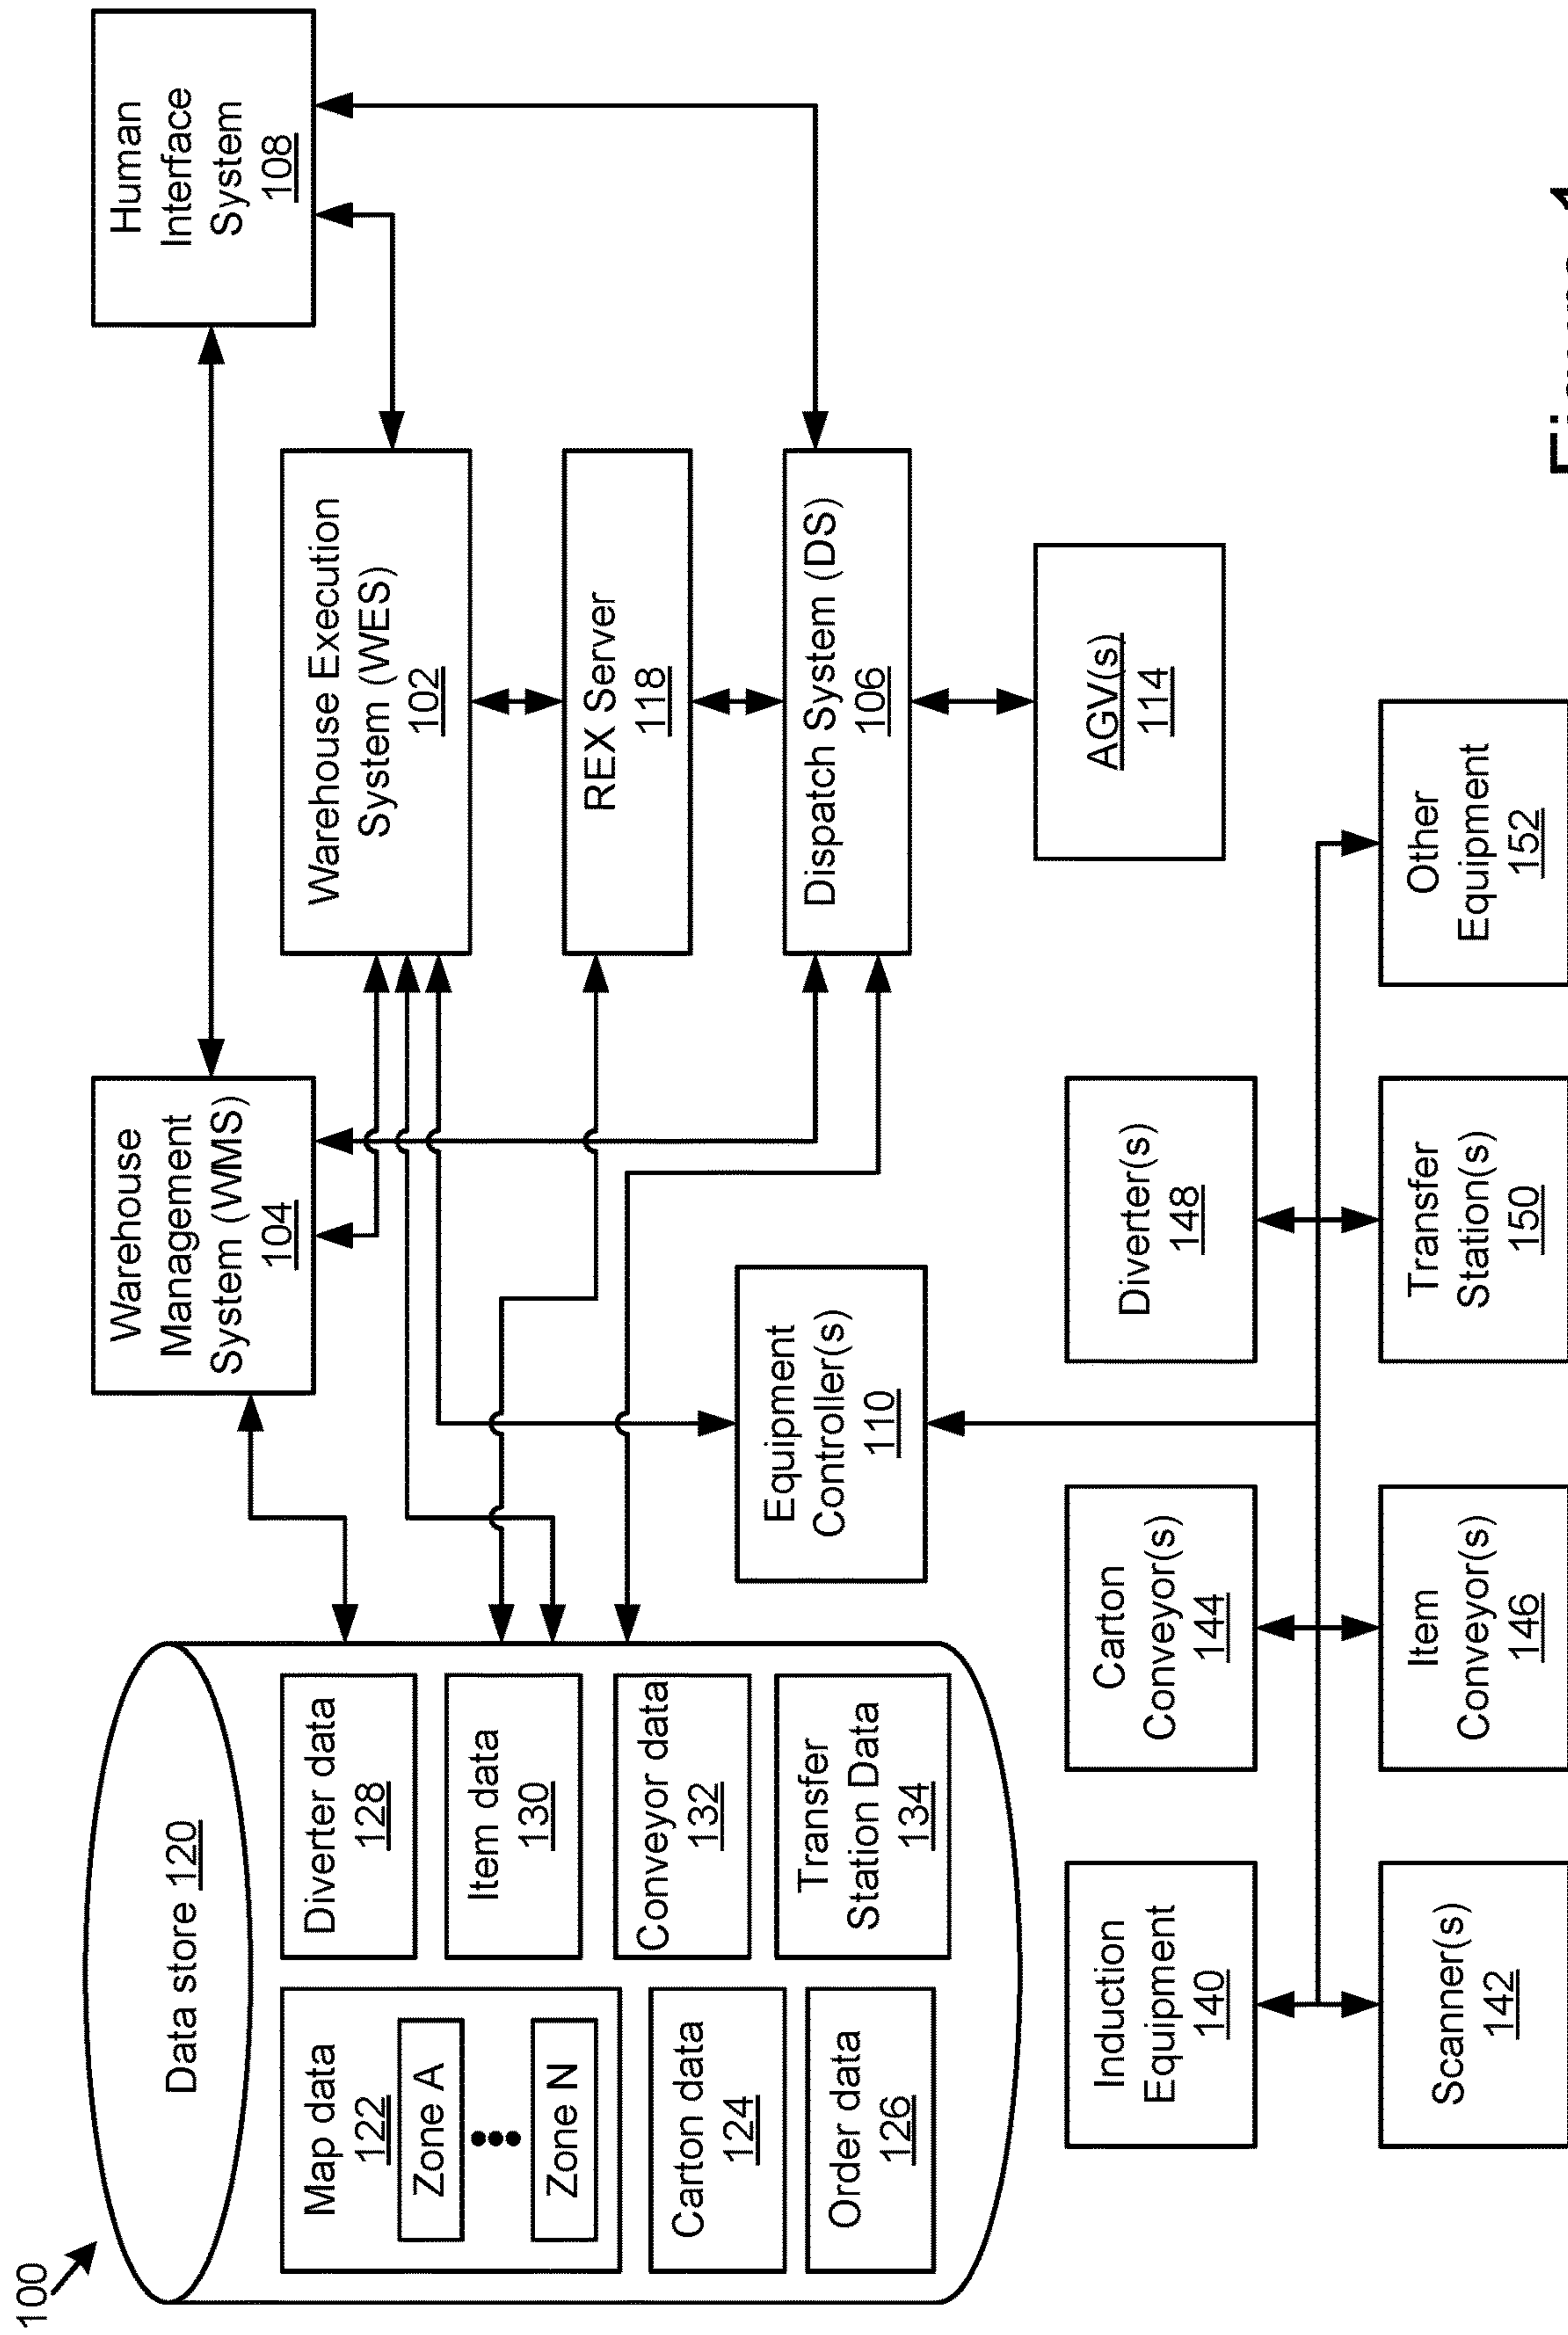 100
Data store 120
Map data
122
Zone A
Zone N
Carton data
124
Order data
126
Diverter data
128
Item data
130
Conveyor data
132
Transfer
Station Data
134
Warehouse
Management
System (WMS)
104
Human
Interface
System
108
Warehouse Execution
System (WES)
102
REX Server
118
Dispatch System (DS)
106
AGV(s)
114
Equipment
Controller(s)
110
Induction
Equipment
140
Carton
Conveyor(s)
144
Diverter(s)
148
Scanner(s)
142
Item
Conveyor(s)
146
Transfer
Station(s)
150
Other
Equipment
152